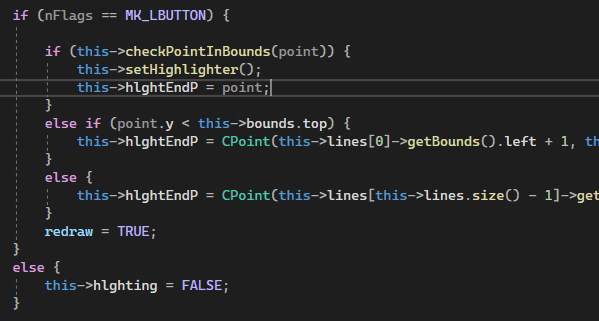 if (nFlags == MK_LBUTTON) {
if (this->checkPointInBounds(point)) {
this->setHighlighter();
this->hlghtEndP = point;
}
else if (point.y < this->bounds.top) {
this->hlghtEndP = CPoint(this->lines[0]->getBounds().left + 1, th
}
else {
this->hlghtEndP = CPoint(this->lines[this->lines.size() - 1]->get
}
redraw = TRUE;
}
else {
this->hlghting = FALSE;
}